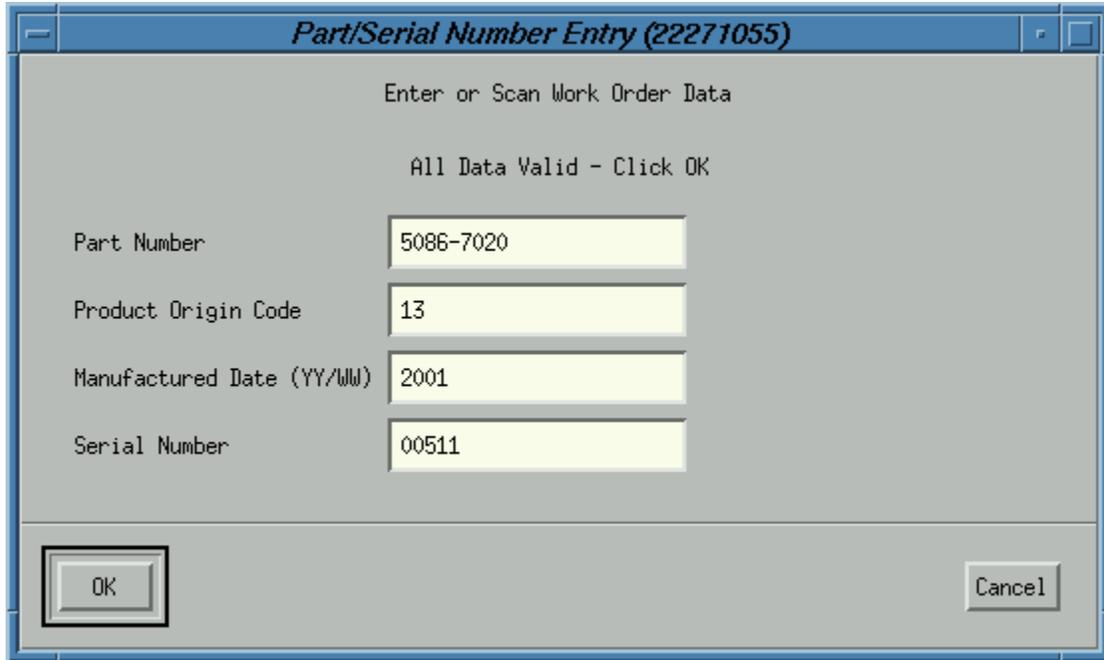 Part/Serial Number Entry (22271055)
Enter or Scan Work Order Data
All Data Valid - Click OK
Part Number 5086-7020
Product Origin Code 13
Manufactured Date (YY/WW) 2001
Serial Number 00511
OK Cancel